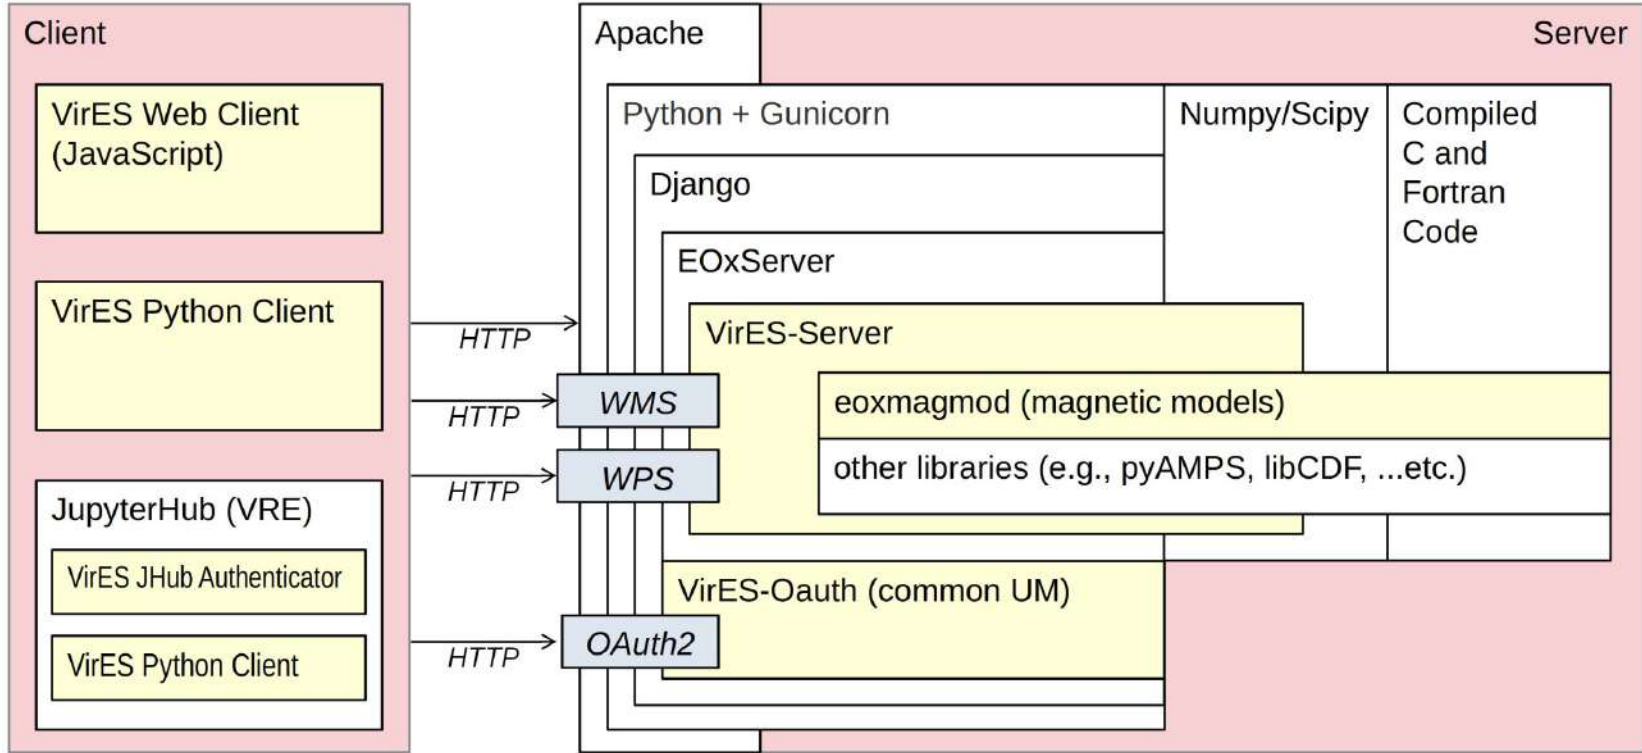 Client
VirES Web Client
(JavaScript)
VirES Python Client
JupyterHub (VRE)
VirES JHub Authenticator
VirES Python Client
HTTP
HTTP
HTTP
HTTP
Apache
Server
Python + Gunicorn
Numpy/Scipy
Compiled
C and
Fortran
Code
Django
EOxServer
VirES-Server
WMS
eoxmagmod (magnetic models)
WPS
other libraries (e.g., pyAMPS, libCDF, ...etc.)
VirES-Oauth (common UM)
OAuth2